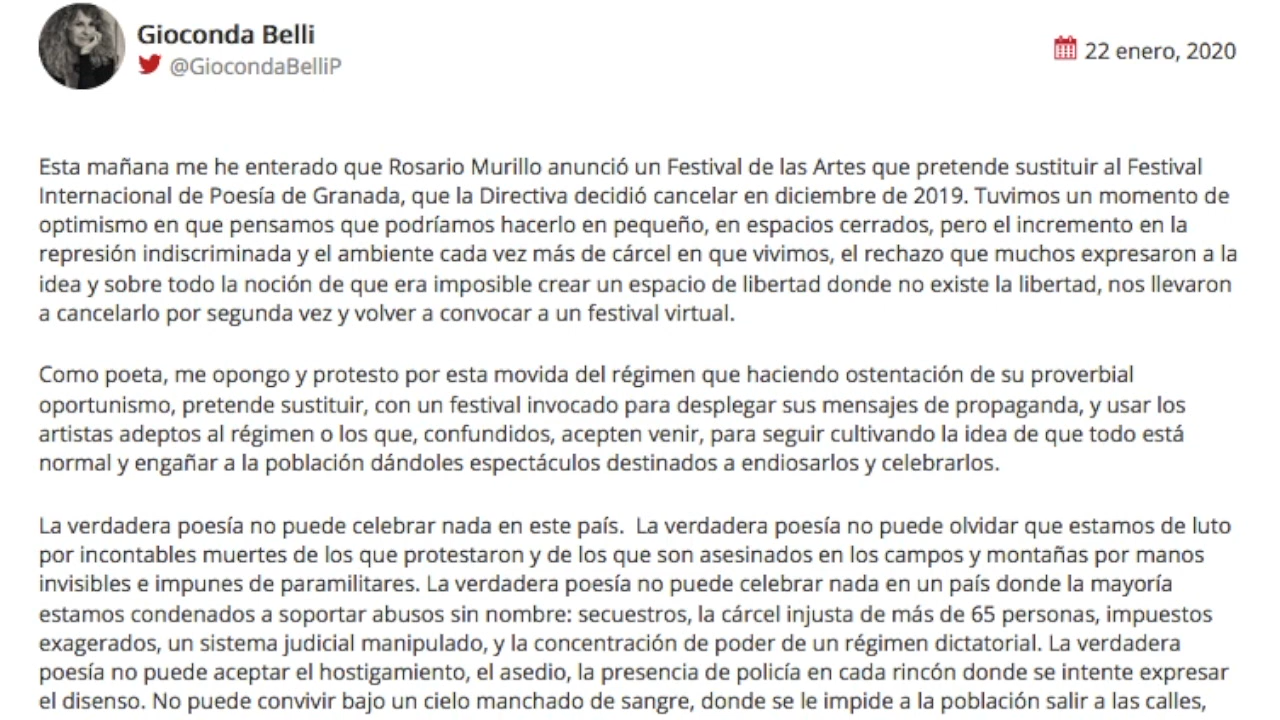 Gioconda Belli
@GiocondaBelliP
22 enero, 2020
Esta mañana me he enterado que Rosario Murillo anunció un Festival de las Artes que pretende sustituir al Festival
Internacional de Poesía de Granada, que la Directiva decidió cancelar en diciembre de 2019. Tuvimos un momento de
optimismo en que pensamos que podríamos hacerlo en pequeño, en espacios cerrados, pero el incremento en la
represión indiscriminada y el ambiente cada vez más de cárcel en que vivimos, el rechazo que muchos expresaron a la
idea y sobre todo la noción de que era imposible crear un espacio de libertad donde no existe la libertad, nos llevaron
a cancelarlo por segunda vez y volver a convocar a un festival virtual.
Como poeta, me opongo y protesto por esta movida del régimen que haciendo ostentación de su proverbial
oportunismo, pretende sustituir, con un festival invocado para desplegar sus mensajes de propaganda, y usar los
artistas adeptos al régimen o los que, confundidos, acepten venir, para seguir cultivando la idea de que todo está
normal y engañar a la población dándoles espectáculos destinados a endiosarlos y celebrarlos.
La verdadera poesía no puede celebrar nada en este país.  La verdadera poesía no puede olvidar que estamos de luto
por incontables muertes de los que protestaron y de los que son asesinados en los campos y montañas por manos
invisibles e impunes de paramilitares. La verdadera poesía no puede celebrar nada en un país donde la mayoría
estamos condenados a soportar abusos sin nombre: secuestros, la cárcel injusta de más de 65 personas, impuestos
exagerados, un sistema judicial manipulado, y la concentración de poder de un régimen dictatorial. La verdadera
poesía no puede aceptar el hostigamiento, el asedio, la presencia de policía en cada rincón donde se intente expresar
el disenso. No puede convivir bajo un cielo manchado de sangre, donde se le impide a la población salir a las calles,